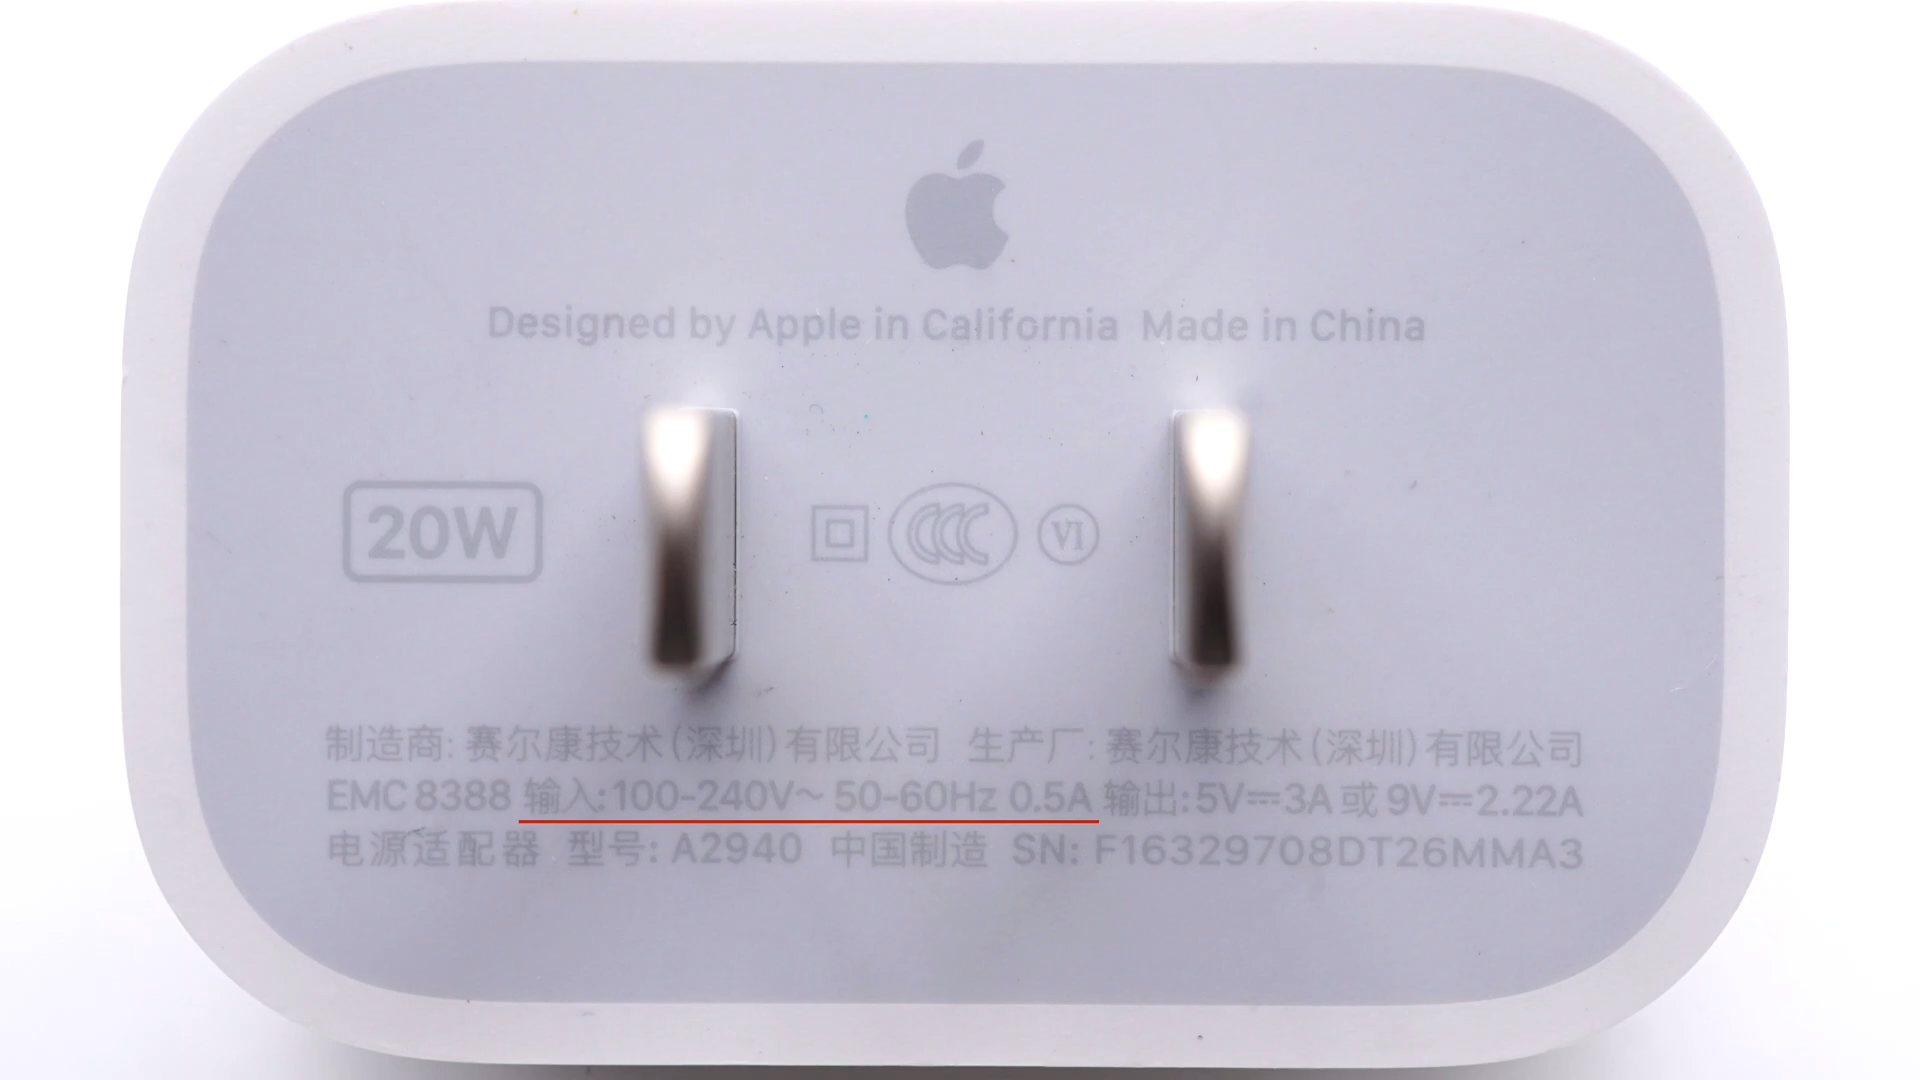 Designed by Apple in California Made in China
20W
VI
制造商: 赛尔康技术(深圳)有限公司 生产厂: 赛尔康技术(深圳)有限公司
EMC 8388 输入:100-240V~ 50-60Hz 0.5A 输出:5V⎓3A 或 9V⎓2.22A
电源适配器 型号: A2940 中国制造 SN: F16329708DT26MMA3